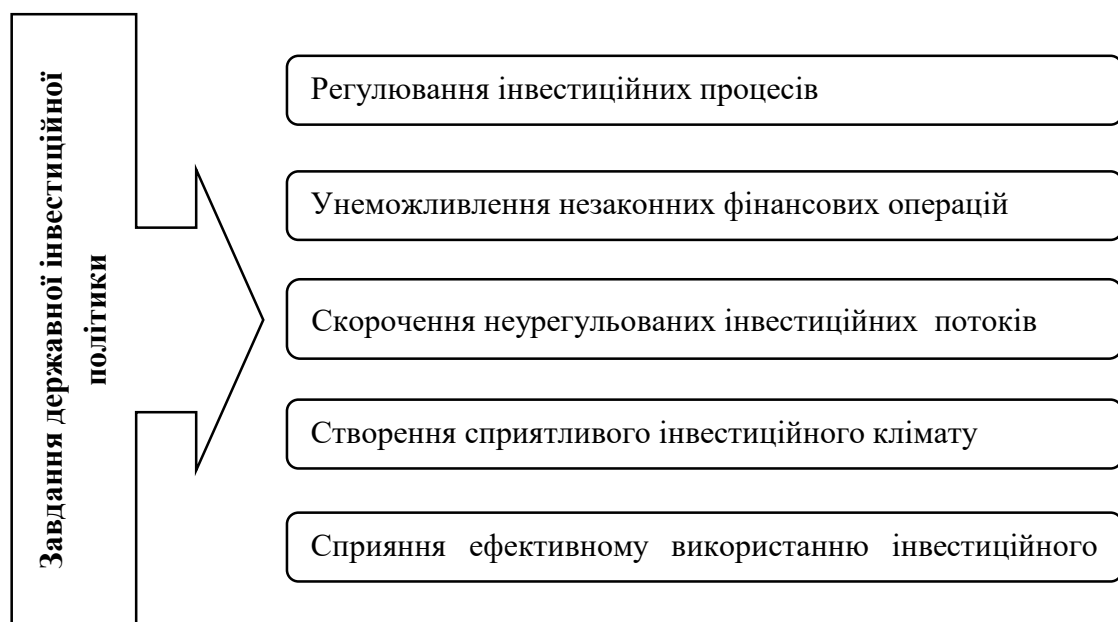 Завдання державної інвестиційної
політики
Регулювання інвестиційних процесів
Унеможливлення незаконних фінансових операцій
Скорочення неурегульованих інвестиційних потоків
Створення сприятливого інвестиційного клімату
Сприяння ефективному використанню інвестиційного